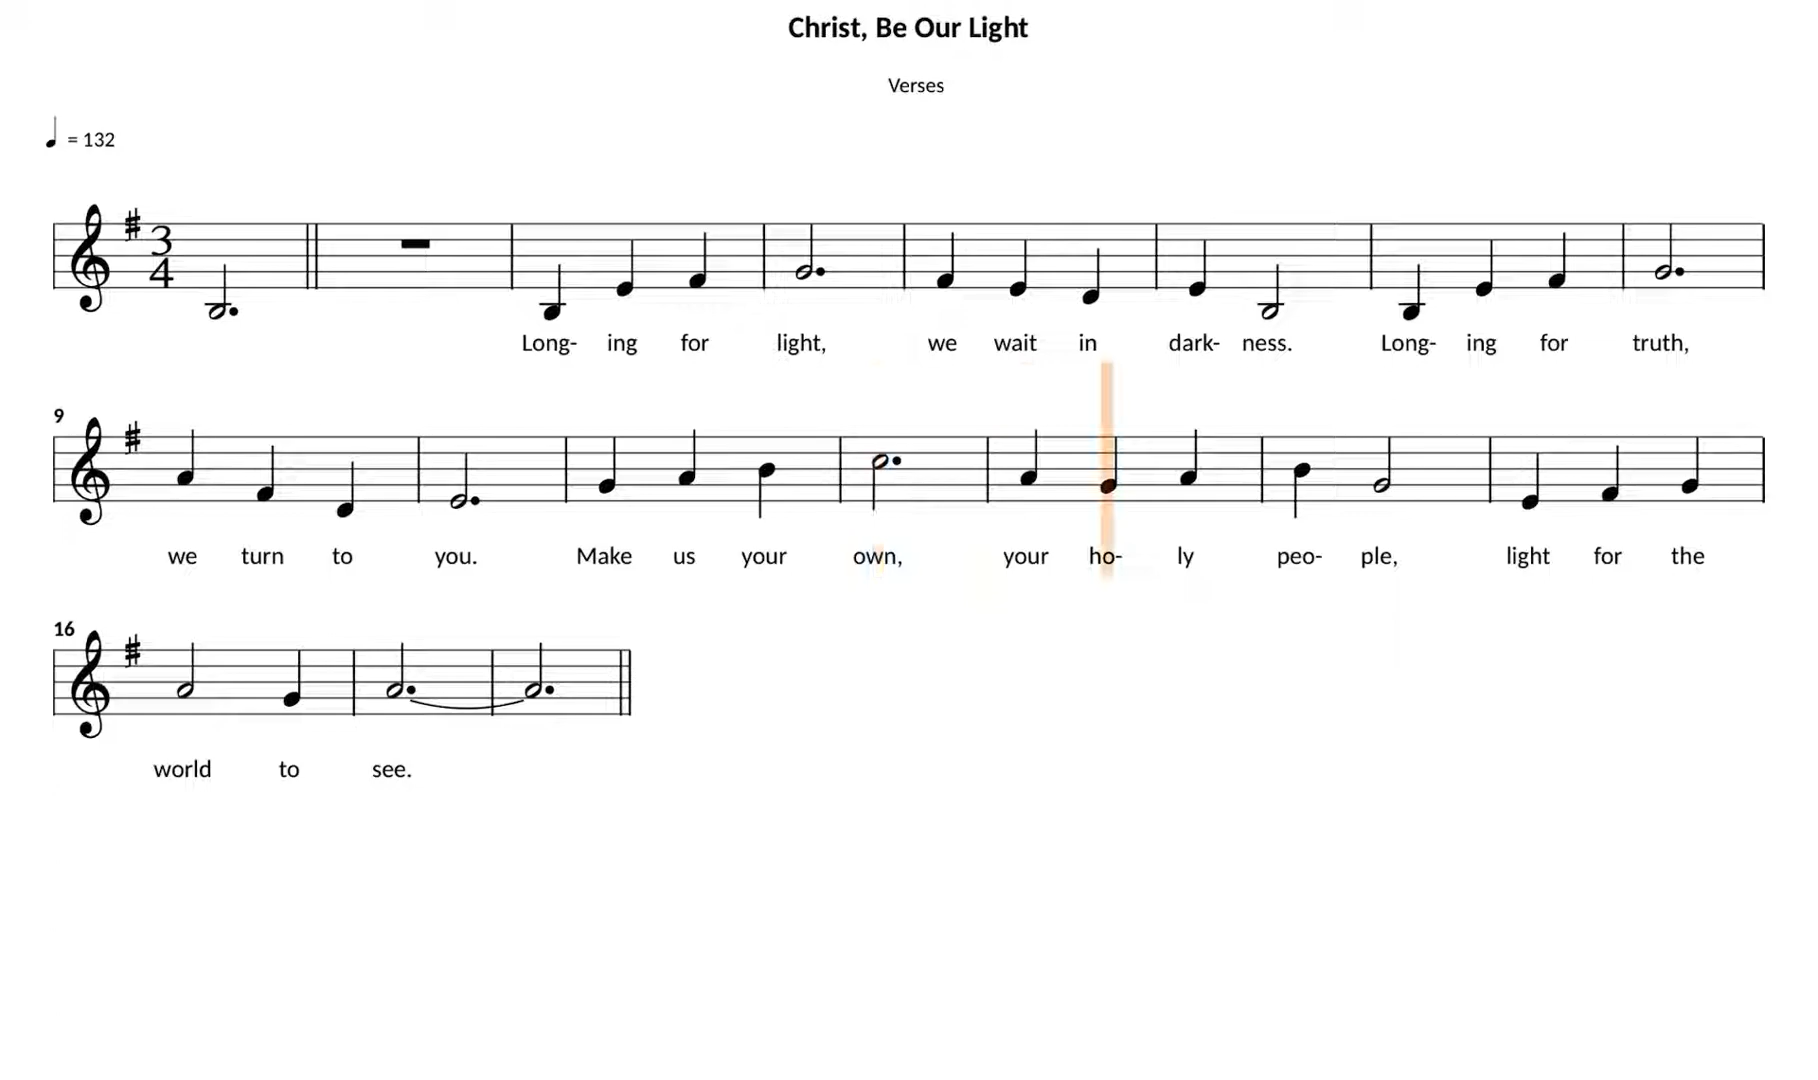 Christ, Be Our Light
Verses
= 132
3
4
Long- ing for light, we wait in dark- ness. Long- ing for truth,
9
we turn to you. Make us your own, your ho- ly peo- ple, light for the
16
world to see.